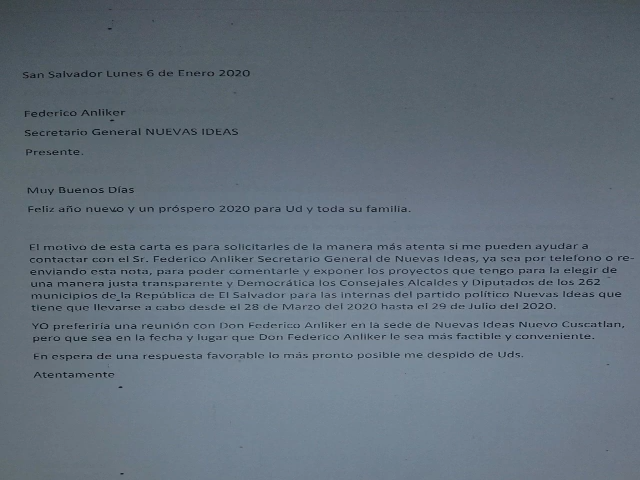 San Salvador Lunes 6 de Enero 2020
Federico Anliker
Secretario General NUEVAS IDEAS
Presente.
Muy Buenos Días
Feliz año nuevo y un próspero 2020 para Ud y toda su familia.
El motivo de esta carta es para solicitarles de la manera más atenta si me pueden ayudar a
contactar con el Sr. Federico Anliker Secretario General de Nuevas Ideas, ya sea por telefono o re-
enviando esta nota, para poder comentarle y exponer los proyectos que tengo para la elegir de
una manera justa transparente y Democrática los Consejales Alcaldes y Diputados de los 262
municipios de la República de El Salvador para las internas del partido político Nuevas Ideas que
tiene que llevarse a cabo desde el 28 de Marzo del 2020 hasta el 29 de Julio del 2020.
YO preferiria una reunión con Don Federico Anliker en la sede de Nuevas Ideas Nuevo Cuscatlan,
pero que sea en la fecha y lugar que Don Federico Anliker le sea más factible y conveniente.
En espera de una respuesta favorable lo más pronto posible me despido de Uds.
Atentamente